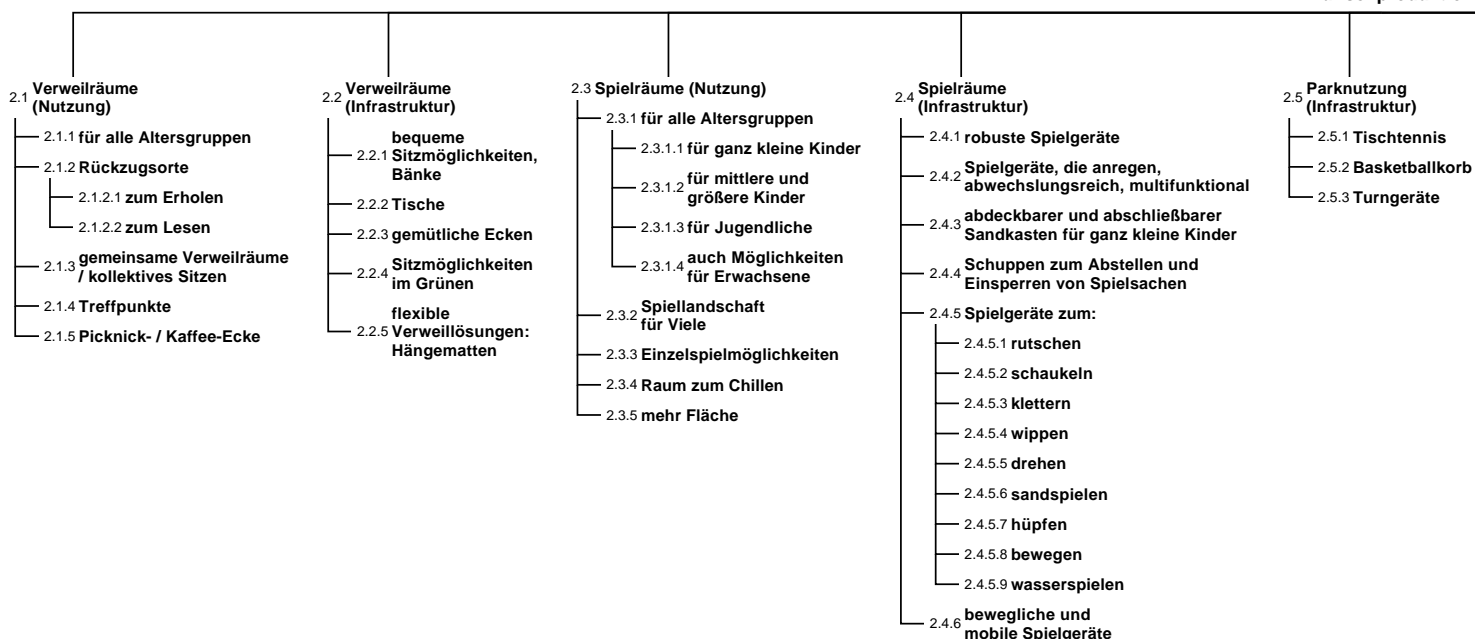 2.1 Verweilräume
(Nutzung)
2.1.1 für alle Altersgruppen
2.1.2 Rückzugsorte
2.1.2.1 zum Erholen
2.1.2.2 zum Lesen
2.1.3 gemeinsame Verweilräume
/ kollektives Sitzen
2.1.4 Treffpunkte
2.1.5 Picknick- / Kaffee-Ecke
2.2 Verweilräume
(Infrastruktur)
2.2.1 bequeme
Sitzmöglichkeiten,
Bänke
2.2.2 Tische
2.2.3 gemütliche Ecken
2.2.4 Sitzmöglichkeiten
im Grünen
2.2.5 flexible
Verweillösungen:
Hängematten
2.3 Spielräume (Nutzung)
2.3.1 für alle Altersgruppen
2.3.1.1 für ganz kleine Kinder
2.3.1.2 für mittlere und
größere Kinder
2.3.1.3 für Jugendliche
2.3.1.4 auch Möglichkeiten
für Erwachsene
2.3.2 Spiellandschaft
für Viele
2.3.3 Einzelspielmöglichkeiten
2.3.4 Raum zum Chillen
2.3.5 mehr Fläche
2.4 Spielräume
(Infrastruktur)
2.4.1 robuste Spielgeräte
2.4.2 Spielgeräte, die anregen,
abwechslungsreich, multifunktional
2.4.3 abdeckbarer und abschließbarer
Sandkasten für ganz kleine Kinder
2.4.4 Schuppen zum Abstellen und
Einsperren von Spielsachen
2.4.5 Spielgeräte zum:
2.4.5.1 rutschen
2.4.5.2 schaukeln
2.4.5.3 klettern
2.4.5.4 wippen
2.4.5.5 drehen
2.4.5.6 sandspielen
2.4.5.7 hüpfen
2.4.5.8 bewegen
2.4.5.9 wasserspielen
2.4.6 bewegliche und
mobile Spielgeräte
2.5 Parknutzung
(Infrastruktur)
2.5.1 Tischtennis
2.5.2 Basketballkorb
2.5.3 Turngeräte